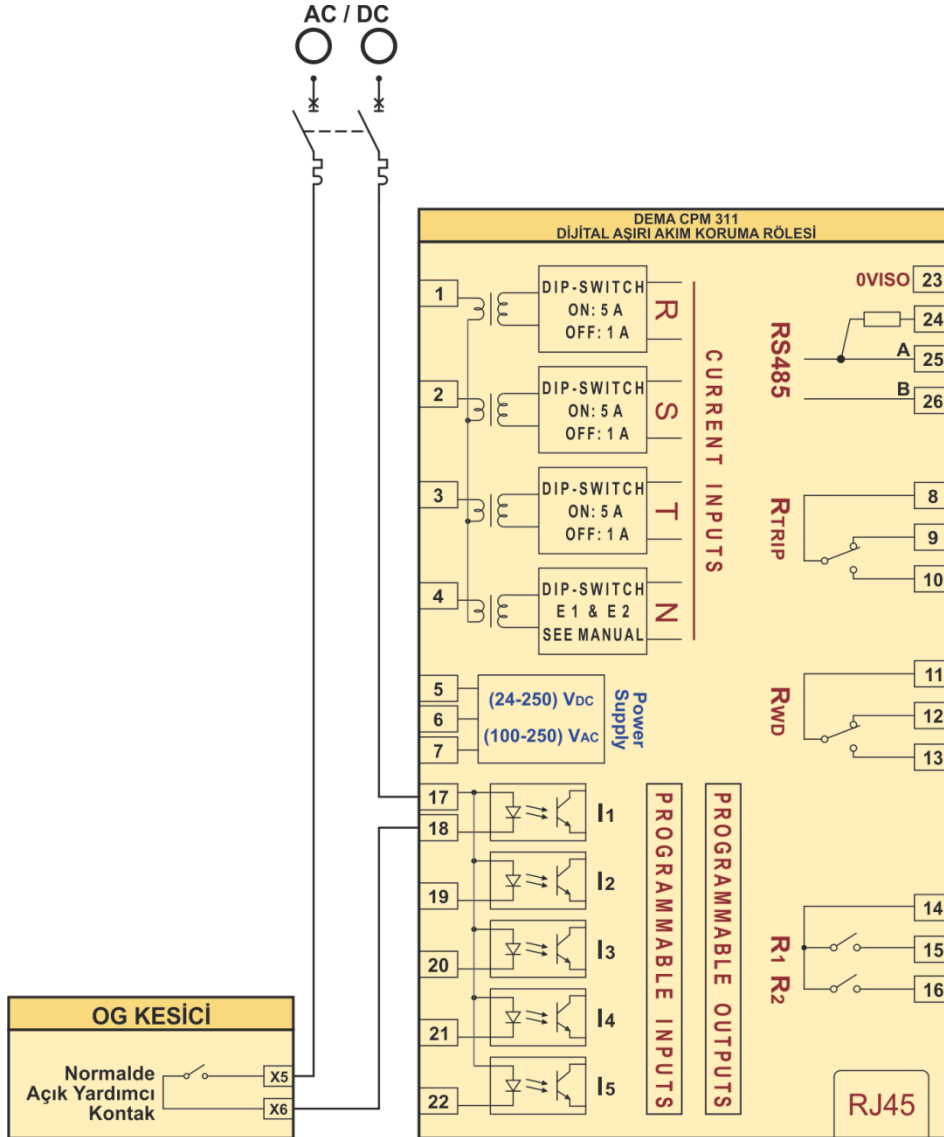 AC / DC
DEMA CPM 311
DİJİTAL AŞIRI AKIM KORUMA RÖLESİ
1
DIP-SWITCH
ON: 5 A
OFF: 1 A
R
2
DIP-SWITCH
ON: 5 A
OFF: 1 A
S
3
DIP-SWITCH
ON: 5 A
OFF: 1 A
T
4
DIP-SWITCH
E 1 & E 2
SEE MANUAL
N
CURRENT INPUTS
5
6
7
(24-250) VDC
(100-250) VAC
Power
Supply
17
18
19
20
21
22
I1
I2
I3
I4
I5
PROGRAMMABLE INPUTS
PROGRAMMABLE OUTPUTS
0VISO 23
24
A 25
B 26
RS485
RTRIP
8
9
10
RWD
11
12
13
R1 R2
14
15
16
RJ45
OG KESİCİ
Normalde
Açık Yardımcı
Kontak
X5
X6